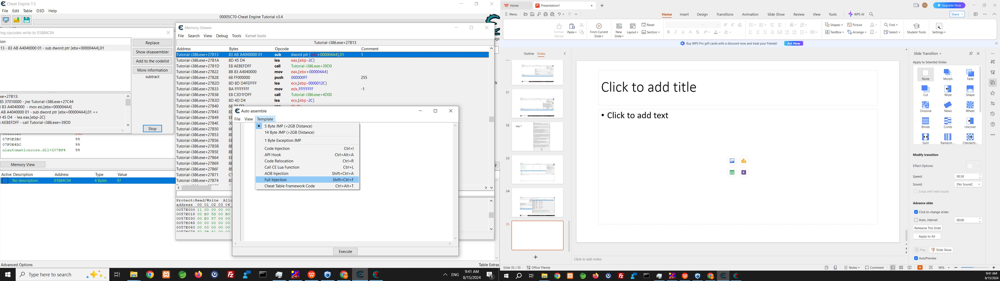 Cheat Engine 7.5
File Edit Table D3D Help
00005C70-Cheat Engine Tutorial v3.4
ing opcodes write to 01884C04
ion
13 - 83 AB A4040000 01 - sub dword ptr [ebx+000004A4],01
Replace
Show disassembler
Add to the codelist
More information
subtract
xe+27B13:
85 37010000 - jne Tutorial-i386.exe+27C44
B3 A4040000 - mov esi,[ebx+000004A4]
AB A4040000 01 - sub dword ptr [ebx+000004A4],01 <<
45 D4 - lea eax,[ebp-2C]
AEBEFDFF - call Tutorial-i386.exe+39D0
Stop
07F0E3BC 99
07F0E4DC 99
uiautomationcore.dll+207BF4 99
Memory View
Active Description Address Type Value
No description 01884C04 4 Bytes 97
Advanced Options
Table Extras
Memory Viewer
File Search View Debug Tools Kernel tools
Tutorial-i386.exe+27B13
Address Bytes Opcode Comment
Tutorial-i386.exe+27B13 83 AB A4040000 01 sub dword ptr [ebx+000004A4],01 1
Tutorial-i386.exe+27B1A 8D 45 D4 lea eax,[ebp-2C]
Tutorial-i386.exe+27B1D E8 AEBEFDFF call Tutorial-i386.exe+39D0
Tutorial-i386.exe+27B22 8B 83 A4040000 mov eax,[ebx+000004A4]
Tutorial-i386.exe+27B28 68 FF000000 push 000000FF 255
Tutorial-i386.exe+27B2D 8D 8D D4FEFFFF lea ecx,[ebp-0000012C]
Tutorial-i386.exe+27B33 BA FFFFFFFF mov edx,FFFFFFFF -1
Tutorial-i386.exe+27B38 E8 C3D1FDFF call Tutorial-i386.exe+4D00
Tutorial-i386.exe+27B3D 8D 4D D4 lea ecx,[ebp-2C]
Tutorial-i386.exe+27B40 66 31 D2
Tutorial-i386.exe+27B43
Tutorial-i386.exe+27B49
Tutorial-i386.exe+27B4E
Tutorial-i386.exe+27B50
Tutorial-i386.exe+27B53
Tutorial-i386.exe+27B56
Tutorial-i386.exe+27B5B
Tutorial-i386.exe+27B5E
Tutorial-i386.exe+27B64
Tutorial-i386.exe+27B69
Tutorial-i386.exe+27B6F
Tutorial-i386.exe+27B71
Tutorial-i386.exe+27B74
Protect:Read/Write
address 00 01 02 03 04
0057E000 11 00 00 00 00
0057E018 00 B0 5D 00 B0
0057E030 00 E0 57 00 00
0057E048 00 00 00 00 00
0057E060 00 00 00 00 00
Auto assemble
File View Template
5 Byte JMP (<2GB Distance)
14 Byte JMP (>2GB Distance)
1 Byte Exception JMP
Code Injection Ctrl+I
API Hook Ctrl+Alt+A
Code Relocation Ctrl+R
Call CE Lua Function Ctrl+L
AOB Injection Shift+Ctrl+A
Full Injection Shift+Ctrl+F
Cheat Table Framework Code Ctrl+Alt+T
Execute
Type here to search
ENG
9:41 AM
8/15/2024
Home
Presentation1
Upgrade Now
Menu
Home Insert Design Transitions Animation Slide Show Review View Tools WPS AI
Share
Format Painter
Paste
From Current Slide
New Slide
Layout
Reset
Section
Shapes
Picture
TextBox
Arrange
Find
Select
Student Tools
Settings
Buy WPS Pro gift cards with a discount now and treat your friends!
Act Now
Outline Slides
31
32
Step 7
33
34
35
Click to add title
• Click to add text
Click to add notes
Slide Transition
Apply to Selected Slides
None Morph Fade
Cut Wipe Shape
Dissolve News Wheel
Blinds Comb Uncover
Split Random ... Checkerb...
Modify transition
Effect Options:
Speed: 00.50
Sound: [No Sound]
Loop until next sound
Advance slide
Click to change slides
Auto, interval: 00:00
Rehearse This Slide
Apply to All
Play Slide Show
AutoPreview
Slide 35 / 35 Office Theme
Notes Comment 96%
9:41 AM
8/15/2024